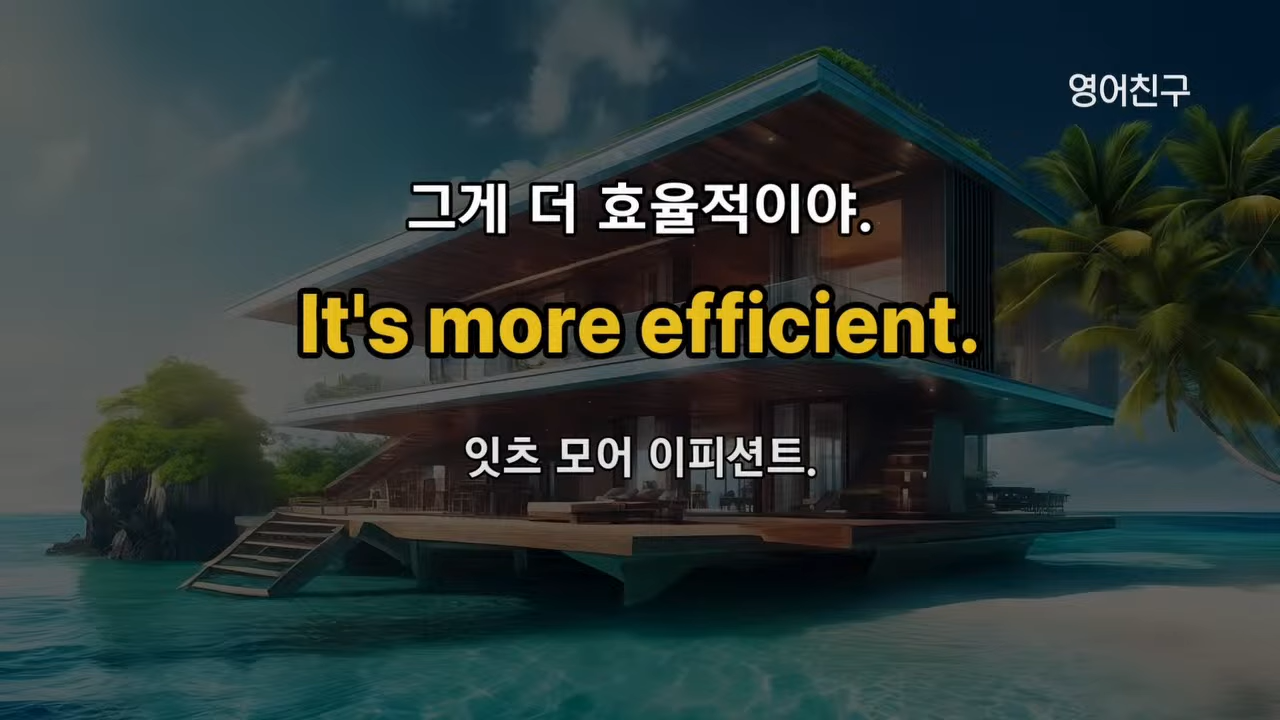 영어친구
그게 더 효율적이야.
It's more efficient.
잇츠 모어 이피션트.